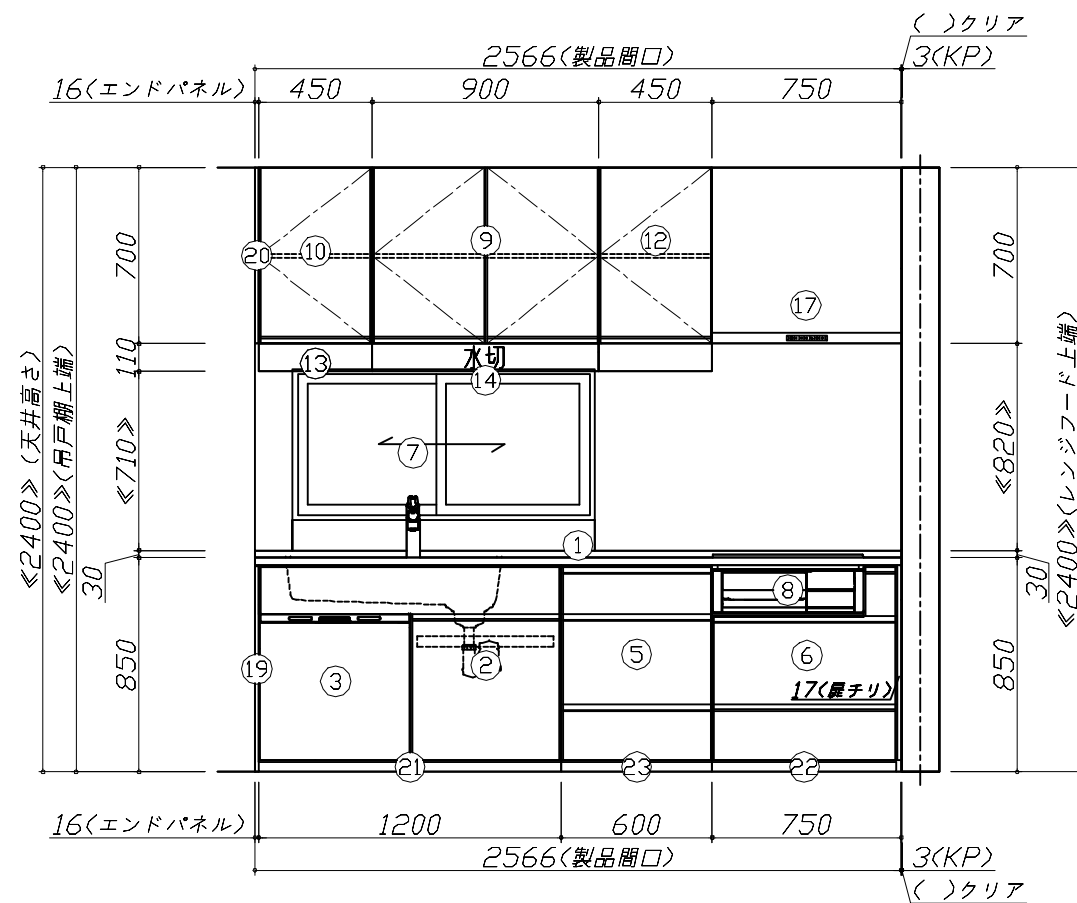 ( )クリア
2566(製品間口)
3(KP)
16(エンドパネル)
450
900
450
750
700
110
≪710≫
30
850
≪2400≫(天井高さ)
≪2400≫(吊戸棚上端)
700
≪820≫
30
850
≪2400≫(レンジフード上端)
20
10
9
12
17
13
水切
14
7
1
8
19
3
2
5
6
17(扉チリ)
21
23
22
16(エンドパネル)
1200
600
750
2566(製品間口)
3(KP)
( )クリア